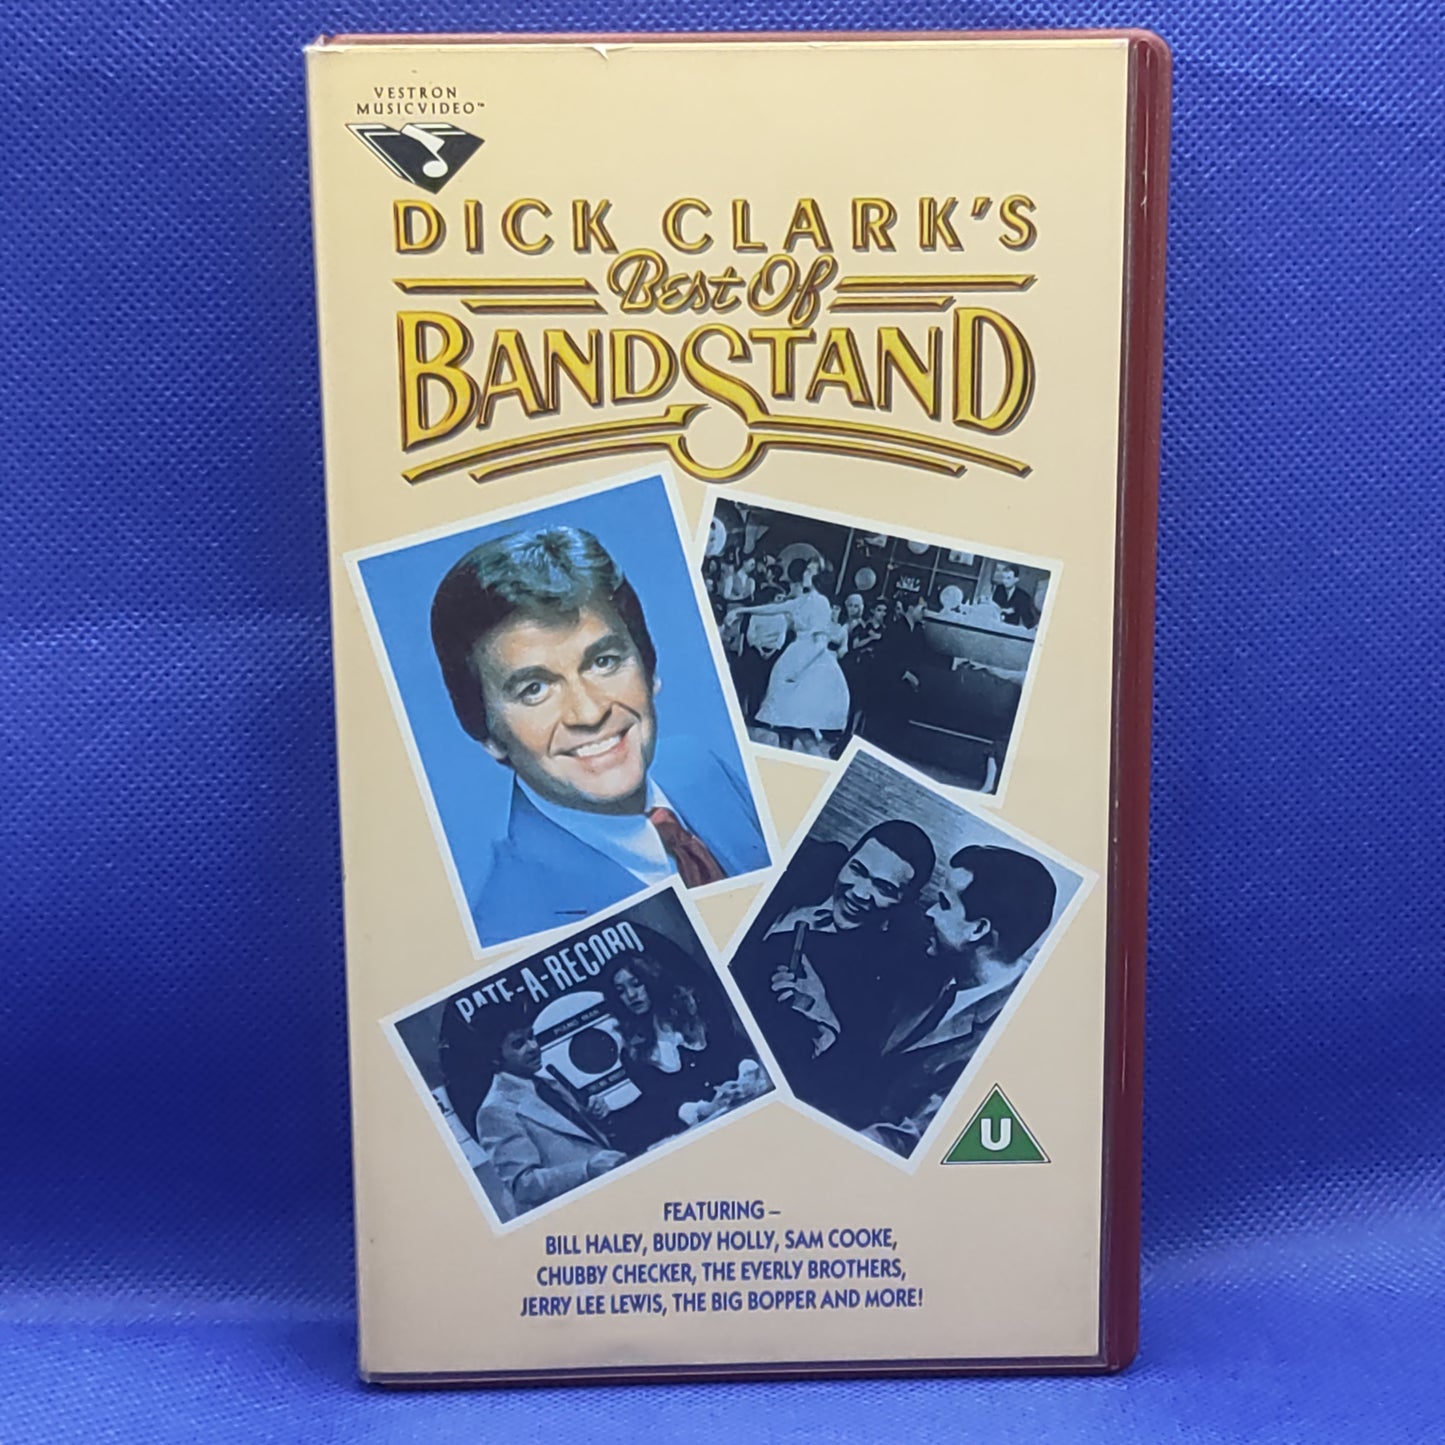 VESTRON
MUSICVIDEO™
DICK CLARK'S
Best Of
BANDSTAND
RATE-A-RECORD
U
FEATURING –
BILL HALEY, BUDDY HOLLY, SAM COOKE,
CHUBBY CHECKER, THE EVERLY BROTHERS,
JERRY LEE LEWIS, THE BIG BOPPER AND MORE!